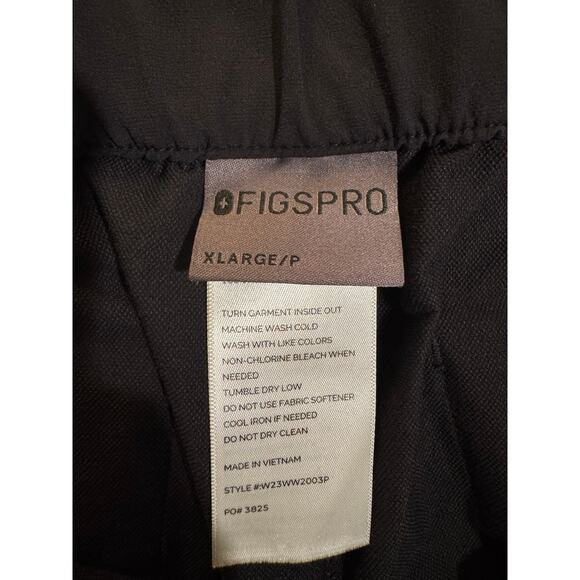 FIGSPRO
XLARGE/P
TURN GARMENT INSIDE OUT
MACHINE WASH COLD
WASH WITH LIKE COLORS
NON-CHLORINE BLEACH WHEN
NEEDED
TUMBLE DRY LOW
DO NOT USE FABRIC SOFTENER
COOL IRON IF NEEDED
DO NOT DRY CLEAN
MADE IN VIETNAM
STYLE #:W23WW2003P
PO# 3825